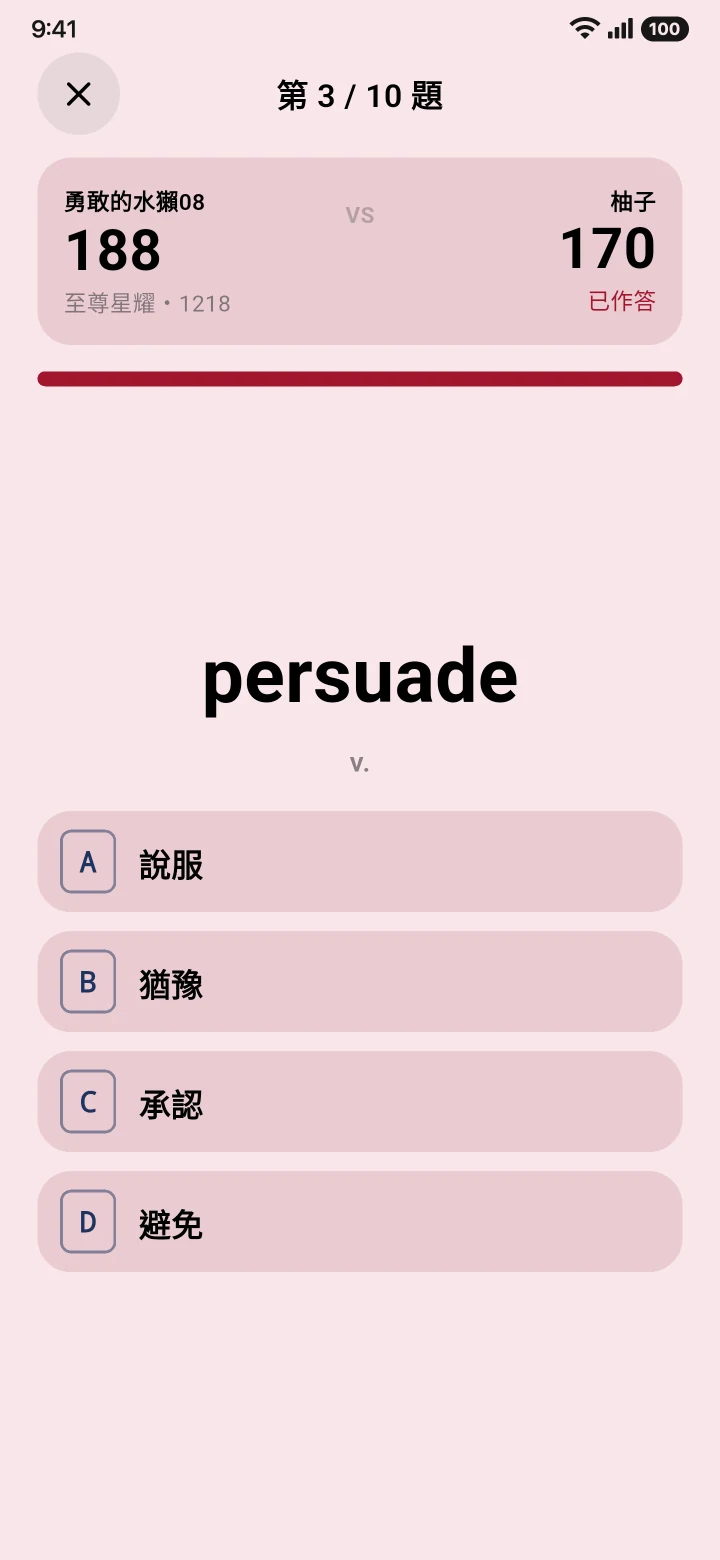 9:41
100
第 3 / 10 題
勇敢的水獺08
188
至尊星耀・1218
VS
柚子
170
已作答
persuade
v.
A 說服
B 猶豫
C 承認
D 避免